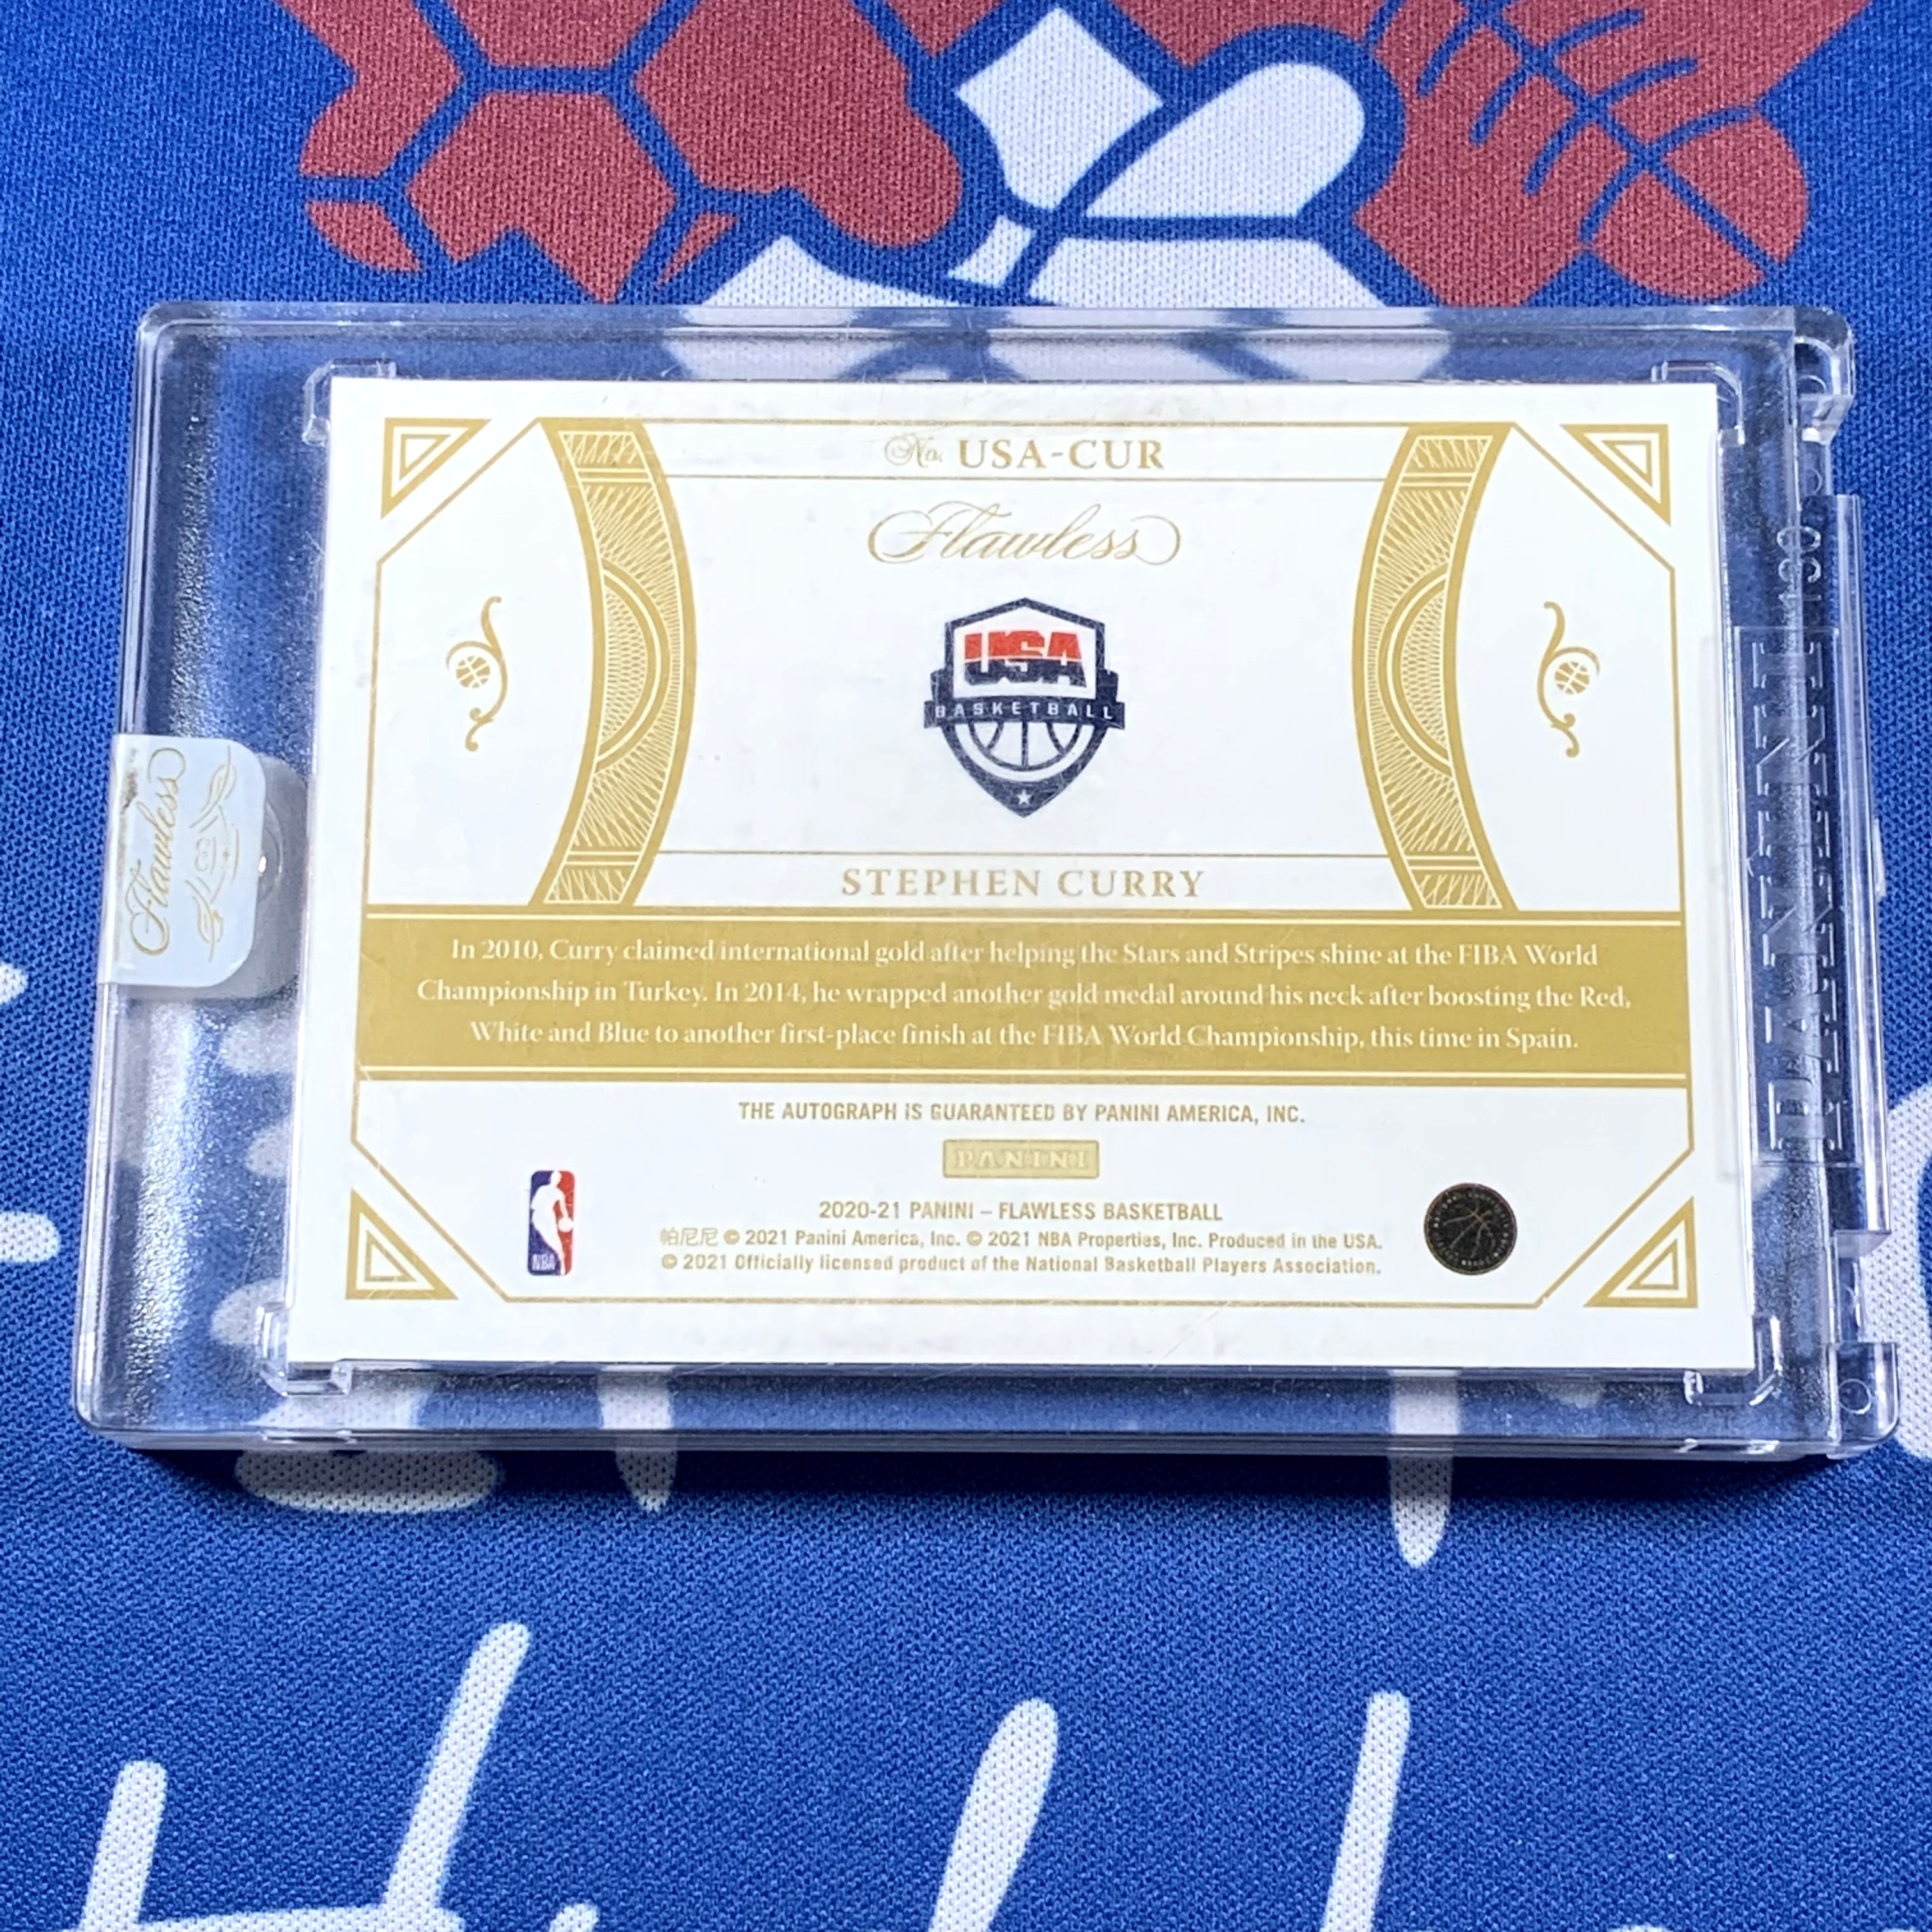 No. USA-CUR
Flawless
USA
BASKETBALL
STEPHEN CURRY
In 2010, Curry claimed international gold after helping the Stars and Stripes shine at the FIBA World
Championship in Turkey. In 2014, he wrapped another gold medal around his neck after boosting the Red,
White and Blue to another first-place finish at the FIBA World Championship, this time in Spain.
THE AUTOGRAPH IS GUARANTEED BY PANINI AMERICA, INC.
PANINI
2020-21 PANINI – FLAWLESS BASKETBALL
帕尼尼 © 2021 Panini America, Inc. © 2021 NBA Properties, Inc. Produced in the USA.
© 2021 Officially licensed product of the National Basketball Players Association.
NBA
Flawless
PANINI